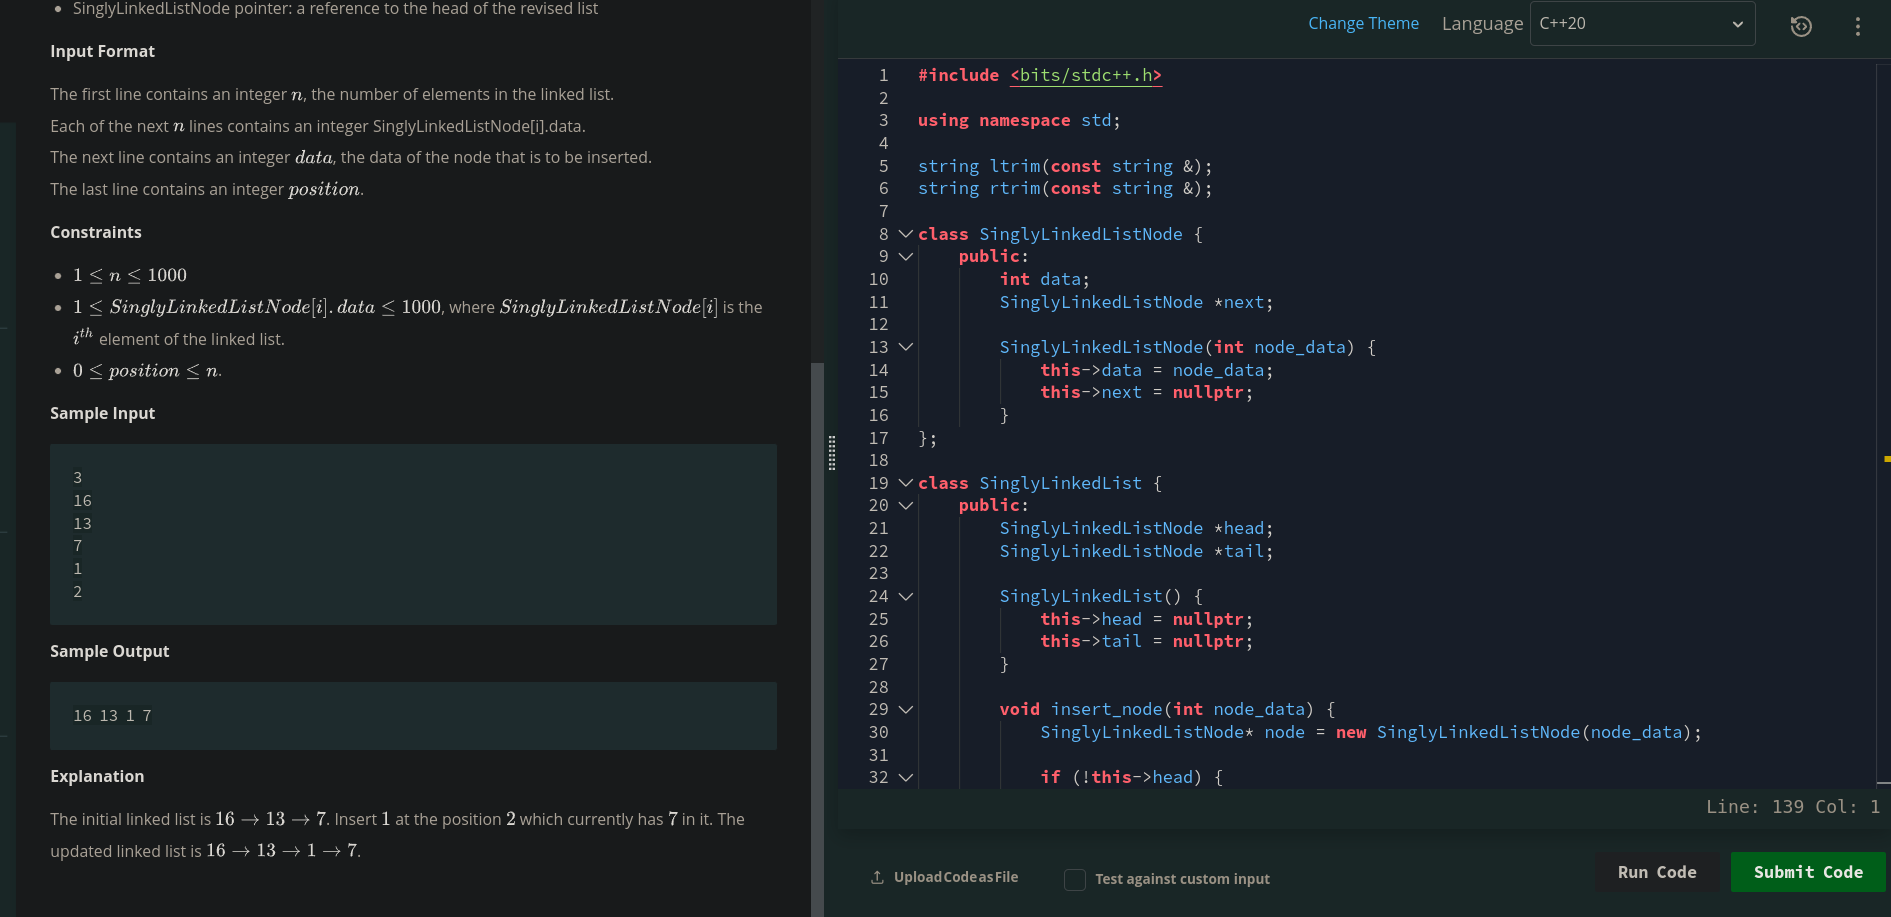 • SinglyLinkedListNode pointer: a reference to the head of the revised list
Input Format
The first line contains an integer n, the number of elements in the linked list.
Each of the next n lines contains an integer SinglyLinkedListNode[i].data.
The next line contains an integer data, the data of the node that is to be inserted.
The last line contains an integer position.
Constraints
• 1 ≤ n ≤ 1000
• 1 ≤ SinglyLinkedListNode[i].data ≤ 1000, where SinglyLinkedListNode[i] is the
i^th element of the linked list.
• 0 ≤ position ≤ n.
Sample Input
3
16
13
7
1
2
Sample Output
16 13 1 7
Explanation
The initial linked list is 16 → 13 → 7. Insert 1 at the position 2 which currently has 7 in it. The
updated linked list is 16 → 13 → 1 → 7.
Change Theme Language C++20
1 #include <bits/stdc++.h>
2
3 using namespace std;
4
5 string ltrim(const string &);
6 string rtrim(const string &);
7
8 class SinglyLinkedListNode {
9     public:
10         int data;
11         SinglyLinkedListNode *next;
12
13         SinglyLinkedListNode(int node_data) {
14             this->data = node_data;
15             this->next = nullptr;
16         }
17 };
18
19 class SinglyLinkedList {
20     public:
21         SinglyLinkedListNode *head;
22         SinglyLinkedListNode *tail;
23
24         SinglyLinkedList() {
25             this->head = nullptr;
26             this->tail = nullptr;
27         }
28
29         void insert_node(int node_data) {
30             SinglyLinkedListNode* node = new SinglyLinkedListNode(node_data);
31
32             if (!this->head) {
Line: 139 Col: 1
Upload Code as File Test against custom input Run Code Submit Code